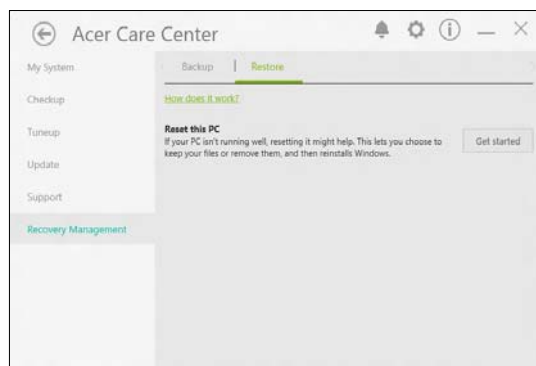 Acer Care Center
My System
Checkup
Tuneup
Update
Support
Recovery Management
Backup
Restore
How does it work?
Reset this PC
If your PC isn't running well, resetting it might help. This lets you choose to
keep your files or remove them, and then reinstalls Windows.
Get started